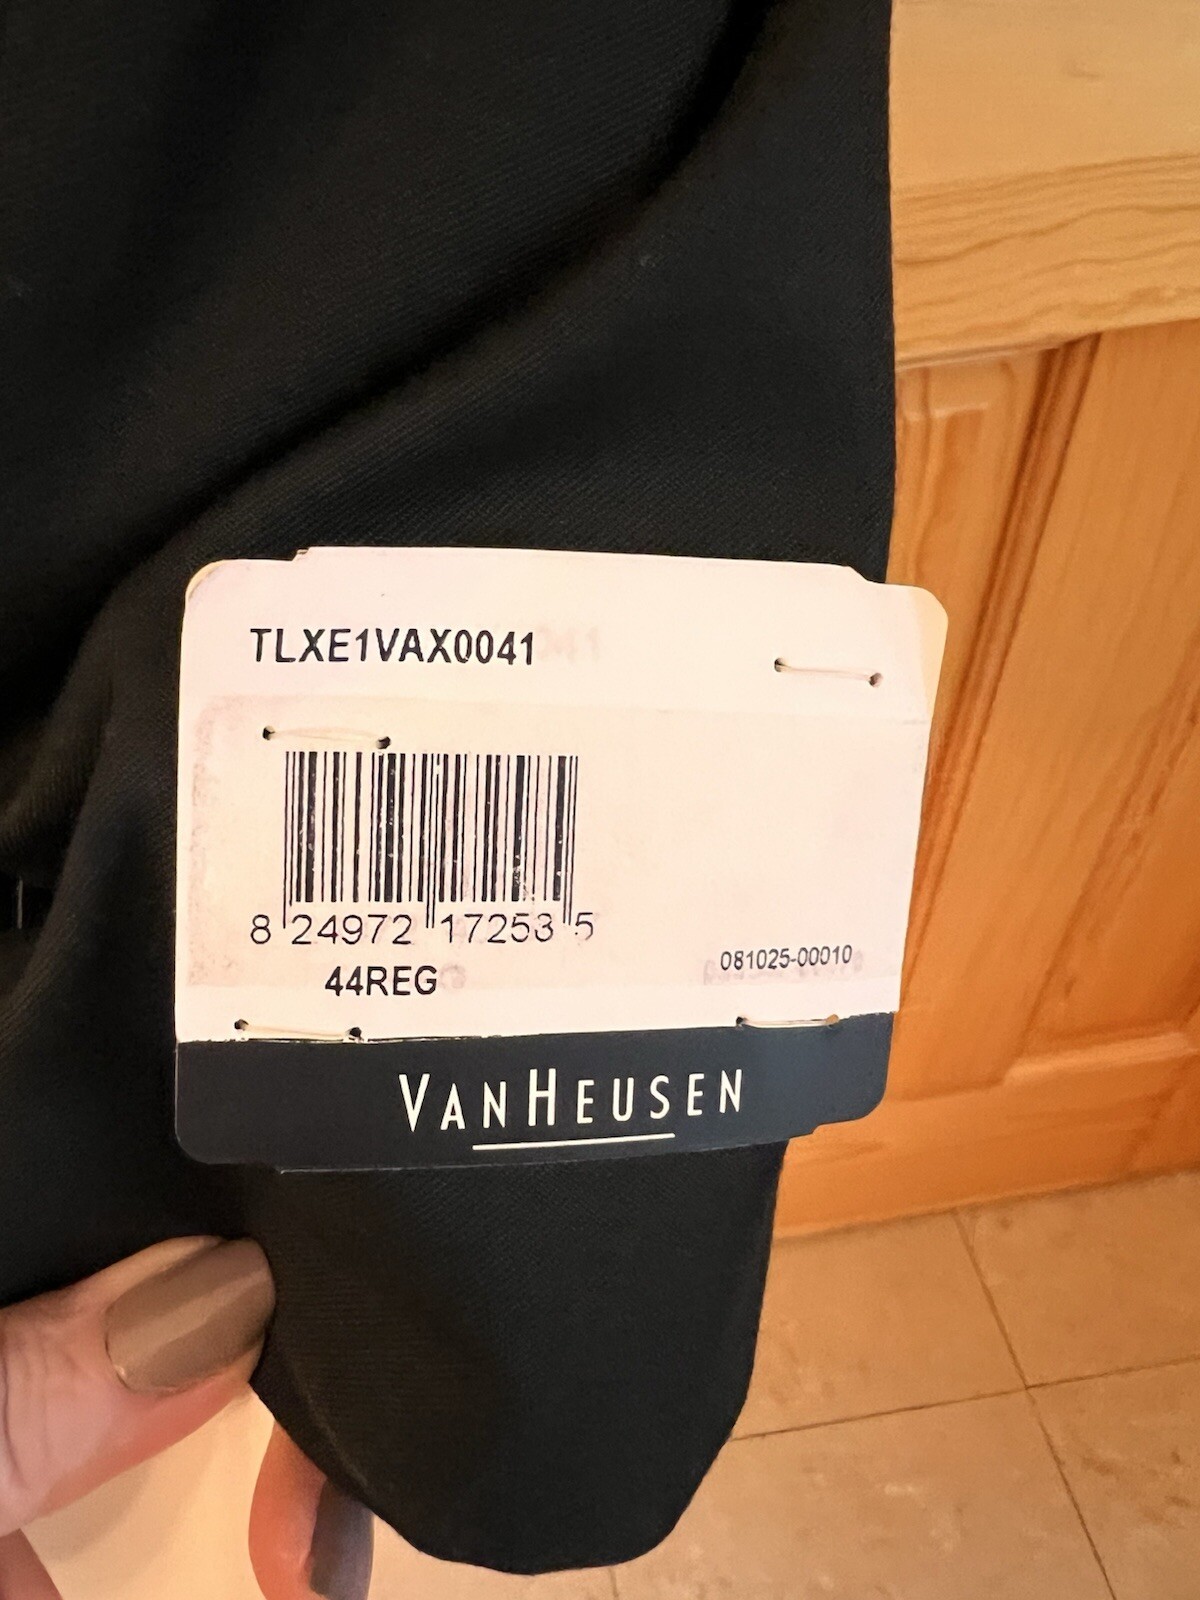 TLXE1VAX0041
8 24972 17253 5
44REG
081025-00010
VANHEUSEN